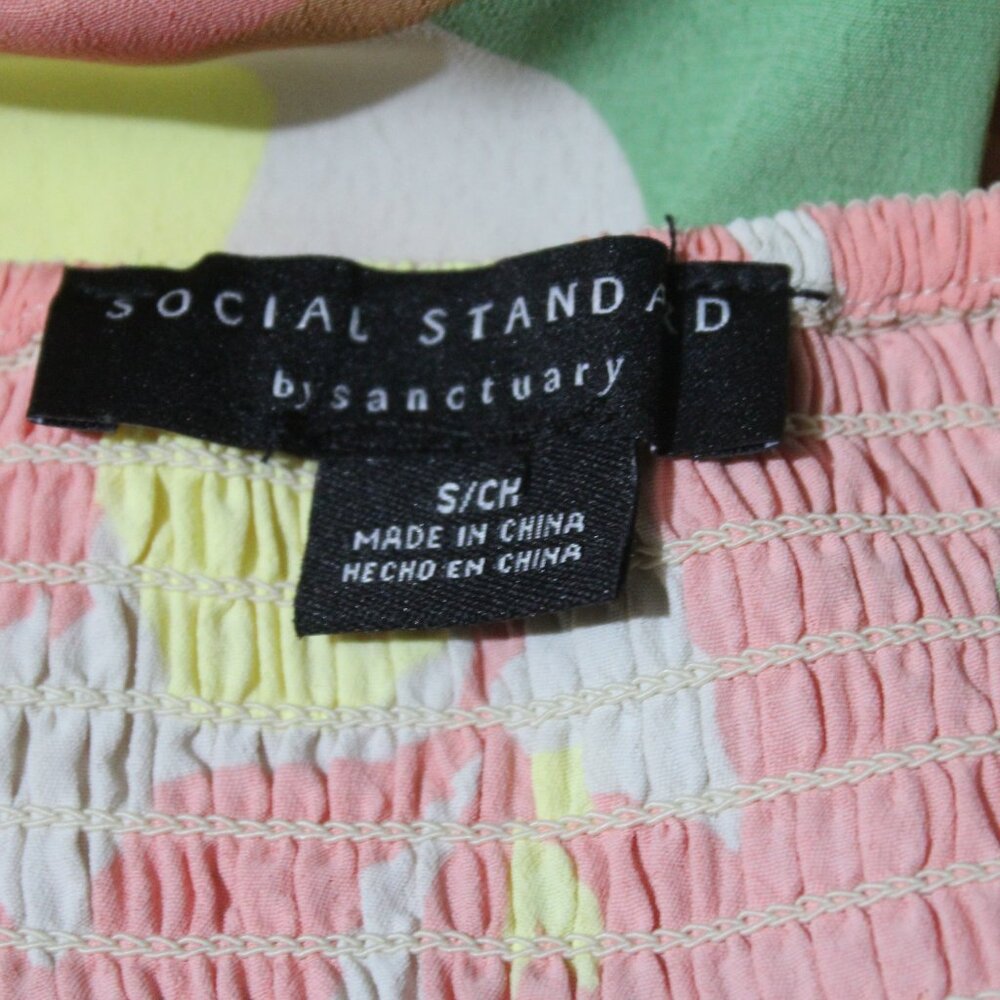 SOCIAL STANDARD
by sanctuary
S/CH
MADE IN CHINA
HECHO EN CHINA